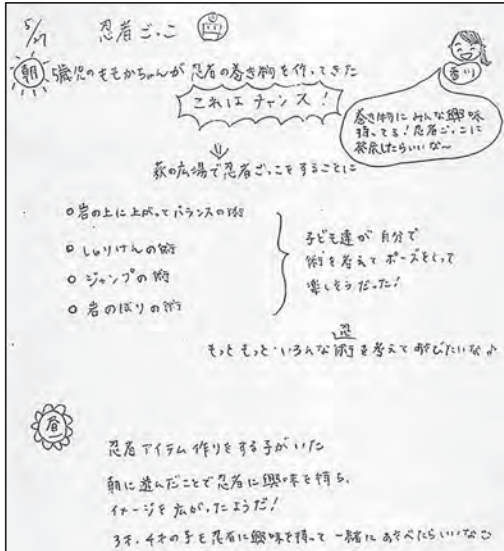 5/27 忍者ごっこ
朝 5歳児のももかちゃんが忍者の巻き物を作ってきた
これはチャンス!
香川
巻き物にみんな興味
持ってる!忍者ごっこに
発展したらいいな〜
萩の広場で忍者ごっこをすることに
○岩の上に上がってバランスの術
○しゅりけんの術
○ジャンプの術
○岩のぼりの術
子ども達が自分で
術を考えてポーズをとって
楽しそうだった!
忍
もっともっといろんな術を考えて遊びたいな♪
昼
忍者アイテム作りをする子がいた
朝に遊んだことで忍者に興味を持ち、
イメージを広がったようだ!
3才、4才の子も忍者に興味を持って一緒にあそべたらいいな